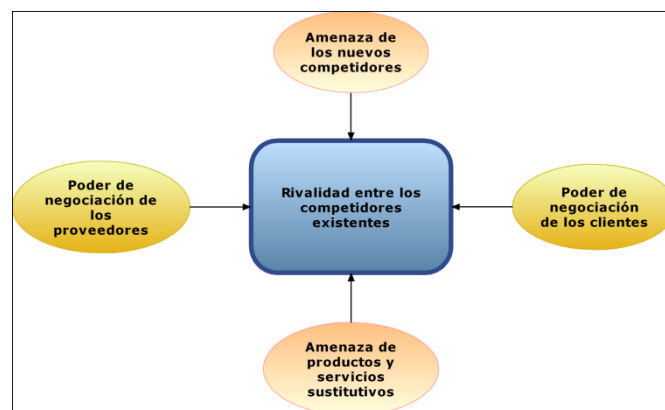 Amenaza de
los nuevos
competidores
Poder de
negociación de
los
proveedores
Rivalidad entre los
competidores
existentes
Poder de
negociación
de los clientes
Amenaza de
productos y
servicios
sustitutivos